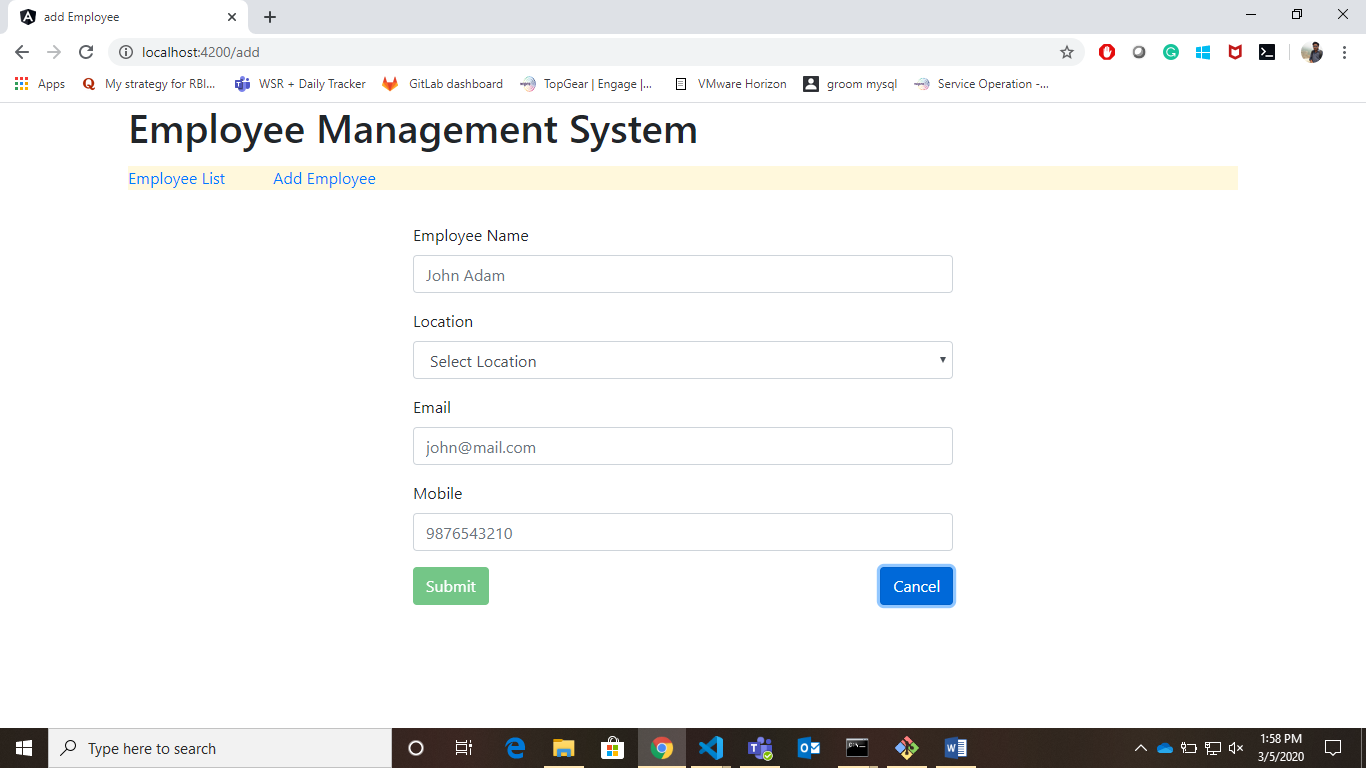 add Employee
localhost:4200/add
Apps My strategy for RBI... WSR + Daily Tracker GitLab dashboard TopGear | Engage |... VMware Horizon groom mysql Service Operation -...
Employee Management System
Employee List Add Employee
Employee Name
John Adam
Location
Select Location
Email
john@mail.com
Mobile
9876543210
Submit Cancel
Type here to search
1:58 PM
3/5/2020